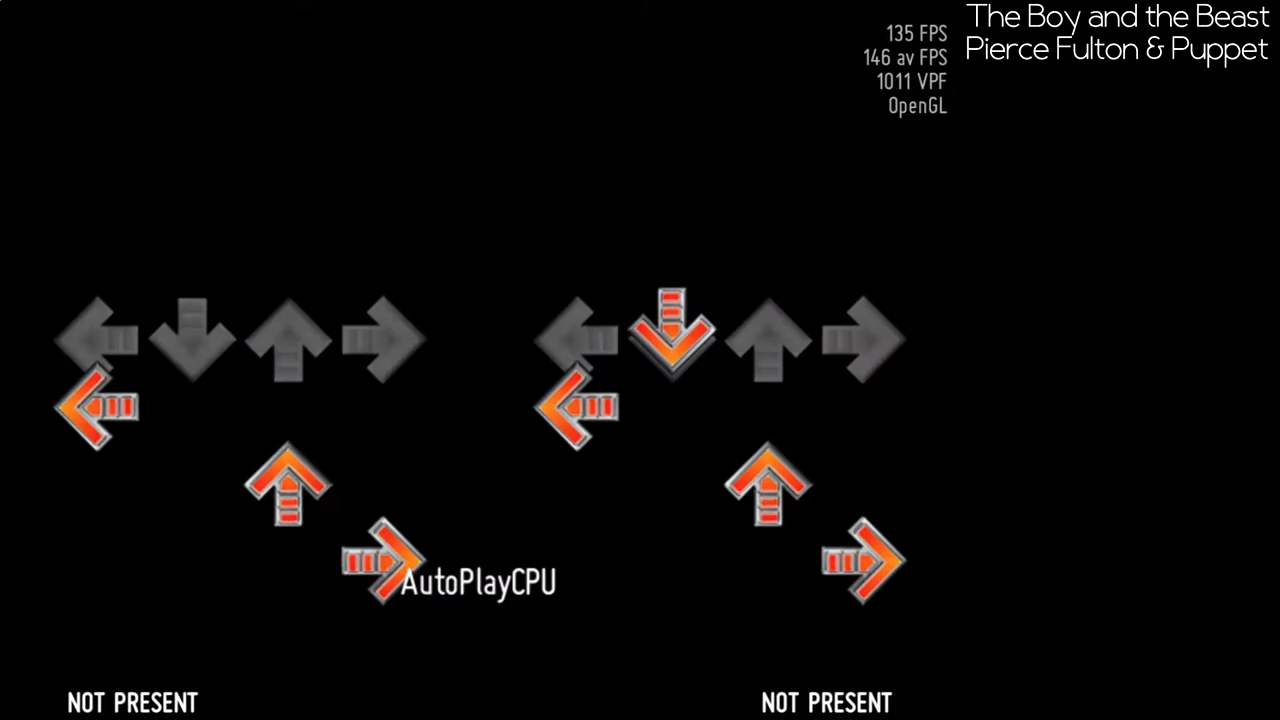 The Boy and the Beast
Pierce Fulton & Puppet
135 FPS
146 av FPS
1011 VPF
OpenGL
AutoPlayCPU
NOT PRESENT
NOT PRESENT